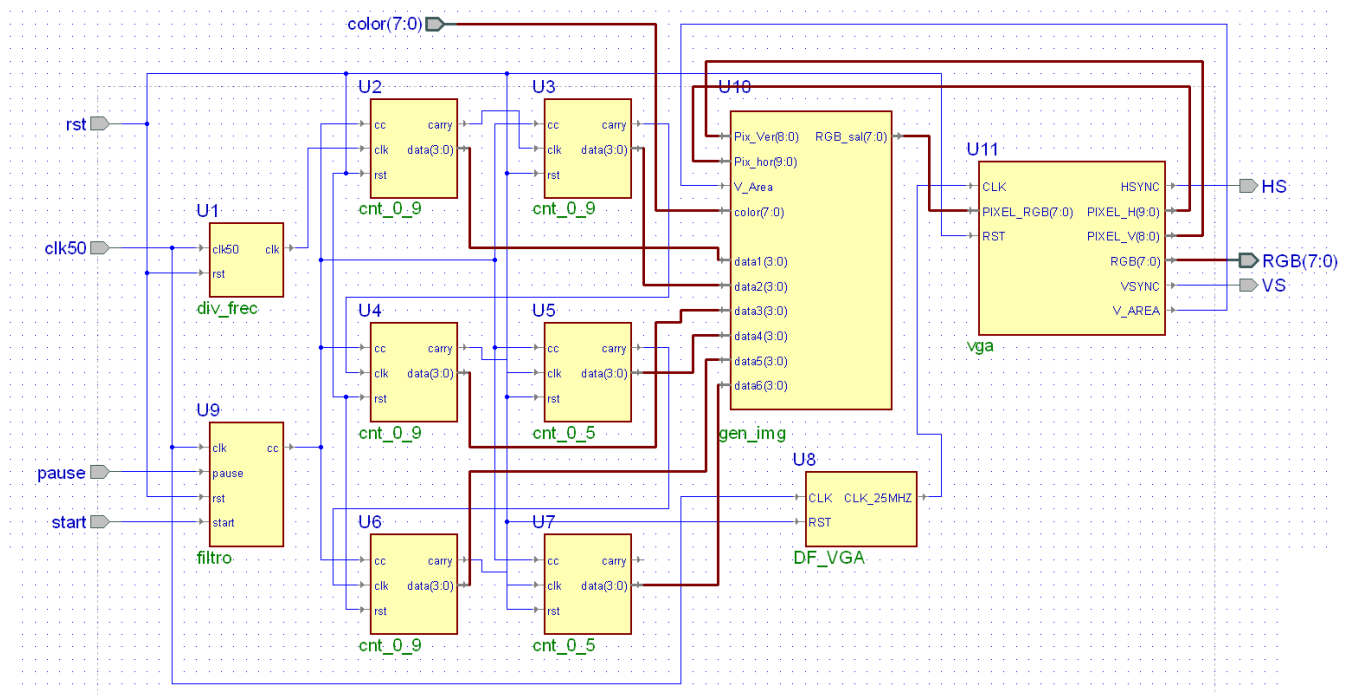 color(7:0)
rst
clk50
pause
start
U1
clk50 clk
rst
div_frec
U9
clk cc
pause
rst
start
filtro
U2
cc carry
clk data(3:0)
rst
cnt_0_9
U3
cc carry
clk data(3:0)
rst
cnt_0_9
U4
cc carry
clk data(3:0)
rst
cnt_0_9
U5
cc carry
clk data(3:0)
rst
cnt_0_5
U6
cc carry
clk data(3:0)
rst
cnt_0_9
U7
cc carry
clk data(3:0)
rst
cnt_0_5
U10
Pix_Ver(8:0) RGB_sal(7:0)
Pix_hor(9:0)
V_Area
color(7:0)
data1(3:0)
data2(3:0)
data3(3:0)
data4(3:0)
data5(3:0)
data6(3:0)
gen_img
U8
CLK CLK_25MHZ
RST
DF_VGA
U11
CLK HSYNC
PIXEL_RGB(7:0) PIXEL_H(9:0)
RST PIXEL_V(8:0)
RGB(7:0)
VSYNC
V_AREA
vga
HS
RGB(7:0)
VS